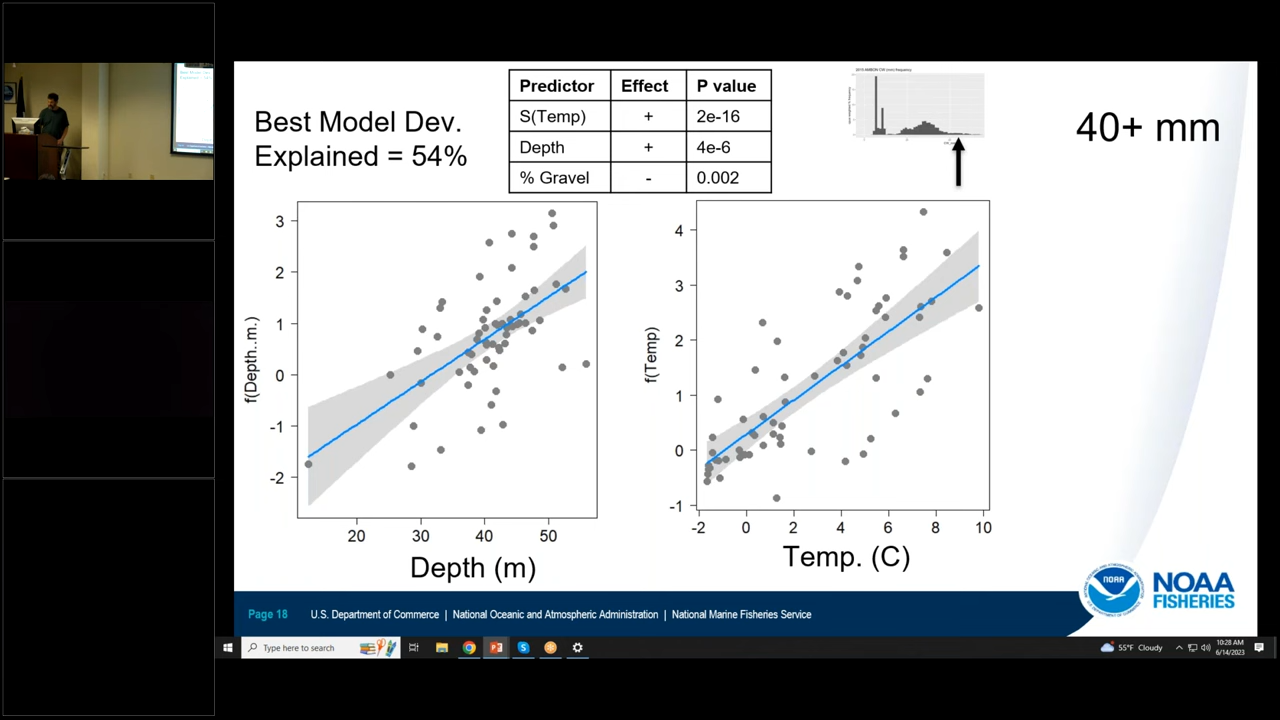 Best Model Dev.
Explained = 54%
Predictor Effect P value
S(Temp) + 2e-16
Depth + 4e-6
% Gravel - 0.002
40+ mm
3
2
1
0
-1
-2
f(Depth..m.)
20 30 40 50
Depth (m)
4
3
2
1
0
-1
f(Temp)
-2 0 2 4 6 8 10
Temp. (C)
NOAA
NOAA
FISHERIES
Page 18 U.S. Department of Commerce | National Oceanic and Atmospheric Administration | National Marine Fisheries Service
Type here to search
55°F Cloudy
10:28 AM
6/14/2023